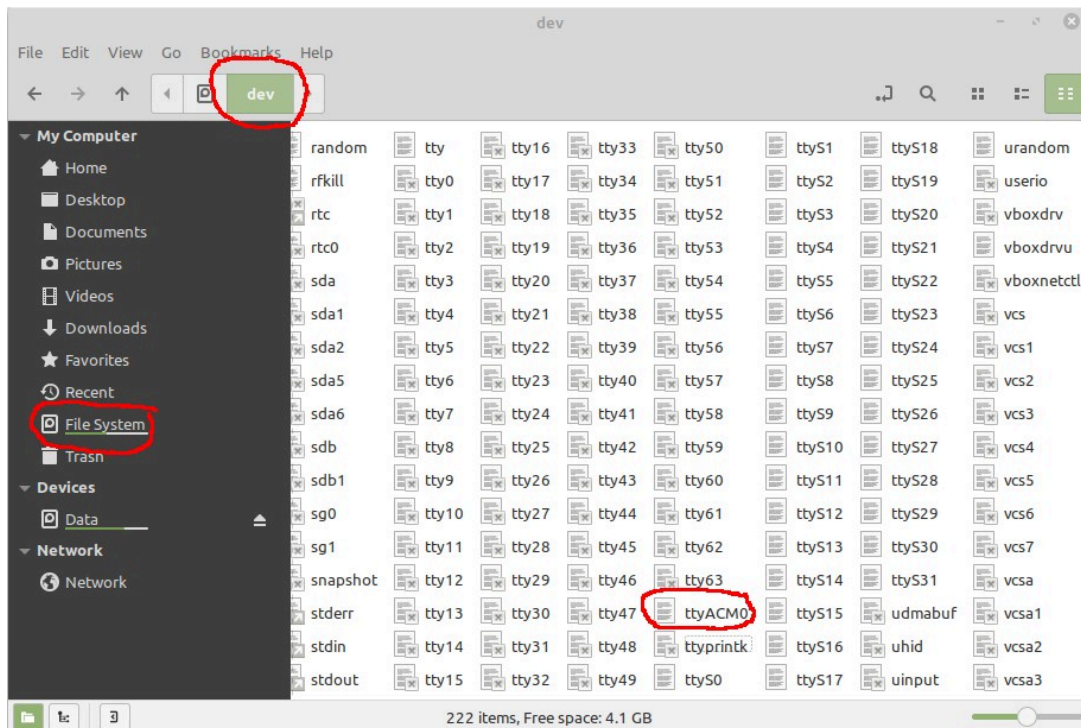 dev
File Edit View Go Bookmarks Help
dev
My Computer
Home
Desktop
Documents
Pictures
Videos
Downloads
Favorites
Recent
File System
Trash
Devices
Data
Network
Network
random tty tty16 tty33 tty50 ttyS1 ttyS18 urandom
rfkill tty0 tty17 tty34 tty51 ttyS2 ttyS19 userio
rtc tty1 tty18 tty35 tty52 ttyS3 ttyS20 vboxdrv
rtc0 tty2 tty19 tty36 tty53 ttyS4 ttyS21 vboxdrvu
sda tty3 tty20 tty37 tty54 ttyS5 ttyS22 vboxnetctl
sda1 tty4 tty21 tty38 tty55 ttyS6 ttyS23 vcs
sda2 tty5 tty22 tty39 tty56 ttyS7 ttyS24 vcs1
sda5 tty6 tty23 tty40 tty57 ttyS8 ttyS25 vcs2
sda6 tty7 tty24 tty41 tty58 ttyS9 ttyS26 vcs3
sdb tty8 tty25 tty42 tty59 ttyS10 ttyS27 vcs4
sdb1 tty9 tty26 tty43 tty60 ttyS11 ttyS28 vcs5
sg0 tty10 tty27 tty44 tty61 ttyS12 ttyS29 vcs6
sg1 tty11 tty28 tty45 tty62 ttyS13 ttyS30 vcs7
snapshot tty12 tty29 tty46 tty63 ttyS14 ttyS31 vcsa
stderr tty13 tty30 tty47 ttyACM0 ttyS15 udmabuf vcsa1
stdin tty14 tty31 tty48 ttyprintk ttyS16 uhid vcsa2
stdout tty15 tty32 tty49 ttyS0 ttyS17 uinput vcsa3
222 items, Free space: 4.1 GB